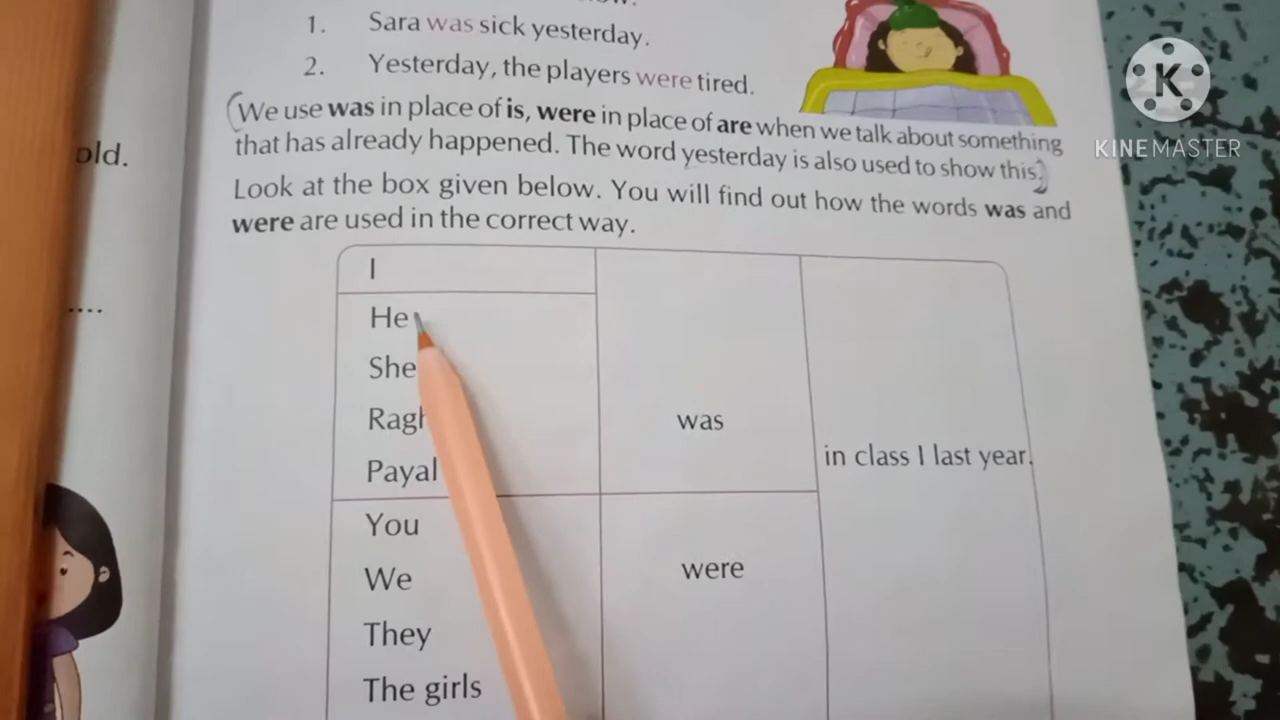 1. Sara was sick yesterday.
2. Yesterday, the players were tired.
We use was in place of is, were in place of are when we talk about something
that has already happened. The word yesterday is also used to show this.
Look at the box given below. You will find out how the words was and
were are used in the correct way.
I
He
She
Payal
was
in class I last year.
You
We
They
The girls
were
old.
....
K
KINEMASTER